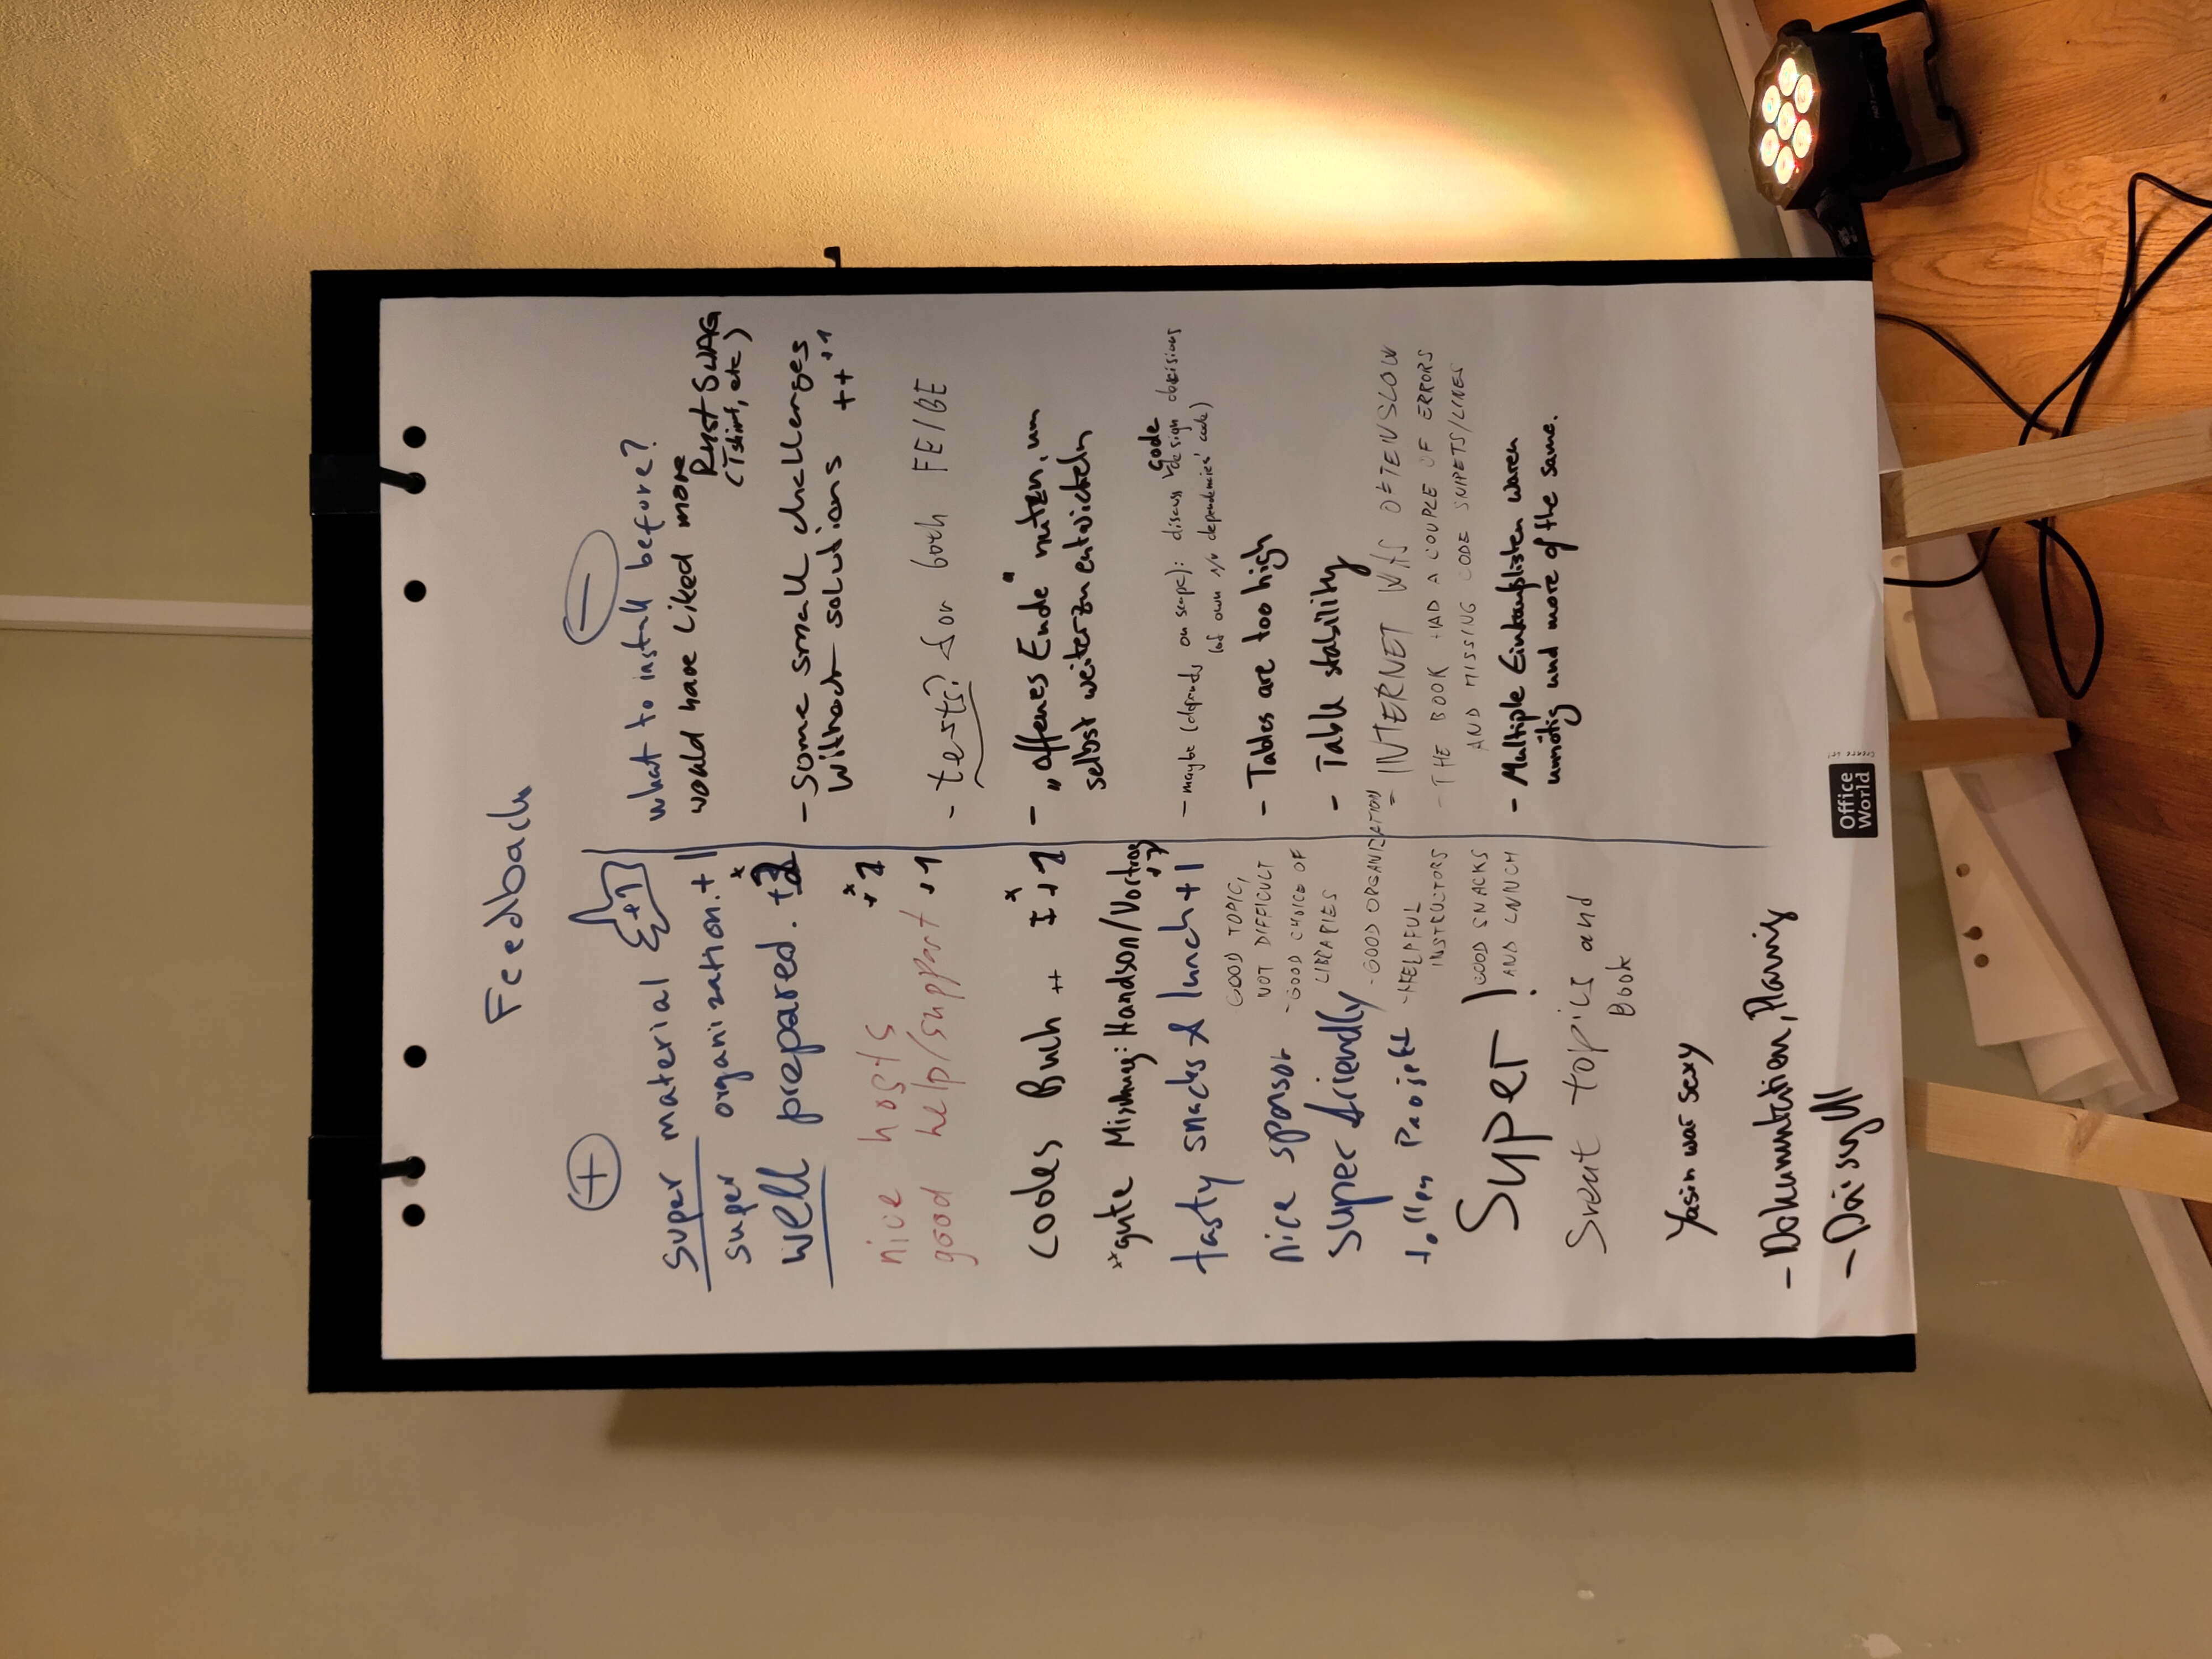 Feedback
+
+1
super material
super organization. +1
well prepared.
nice hosts
good help/support +1
cooles Buch ++
++ gute Mischung: Handson/Vortrag
tasty snacks & lunch +1
nice sponsor
super friendly
tolles Projekt
GOOD TOPIC,
NOT DIFFICULT
- GOOD CHOICE OF
LIBRARIES
- GOOD ORGANIZATION
- HELPFUL
INSTRUCTORS
GOOD SNACKS
AND LUNCH
Super!
Great topics and
Book
Yasin war sexy
- Dokumentation, Planung
- Daisy UI
-
what to install before?
would have liked more
Rust SWAG
(Tshirt, etc)
- some small challenges
without solutions ++ +1
- tests? for both FE/BE
- „offenes Ende" nutzen, um
selbst weiterzuentwickeln
- maybe (depends on scope): discuss code design decisions
(of own n/r dependencies' code)
- Tables are too high
- Table stability
- INTERNET WAS OFTEN SLOW
- THE BOOK HAD A COUPLE OF ERRORS
AND MISSING CODE SNIPETS/LINES
- Multiple Einkaufslisten waren
unnötig und more of the same.
Office
World
create it!